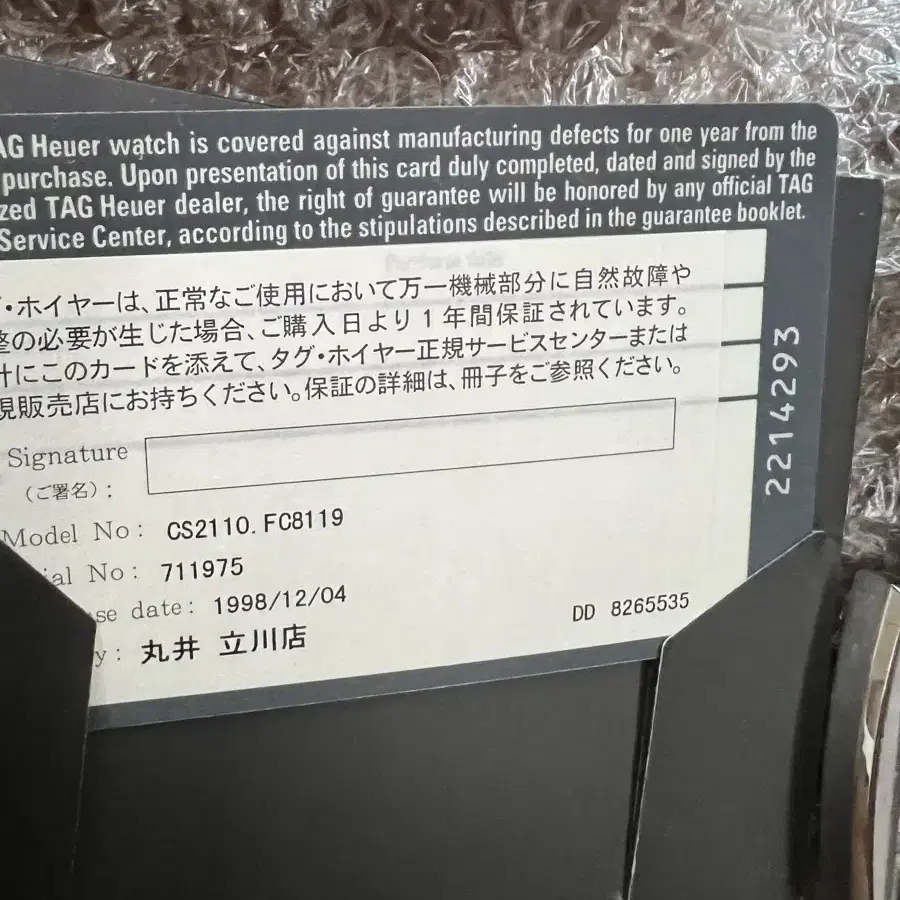 AG Heuer watch is covered against manufacturing defects for one year from the
purchase. Upon presentation of this card duly completed, dated and signed by the
zed TAG Heuer dealer, the right of guarantee will be honored by any official TAG
Service Center, according to the stipulations described in the guarantee booklet.
・ホイヤーは、正常なご使用において万一機械部分に自然故障や
整の必要が生じた場合、ご購入日より1年間保証されています。
計にこのカードを添えて、タグ・ホイヤー正規サービスセンターまたは
規販売店にお持ちください。保証の詳細は、冊子をご参照ください。
Signature
(ご署名):
Model No: CS2110.FC8119
ial No: 711975
se date: 1998/12/04
y: 丸井 立川店
DD 8265535
2214293